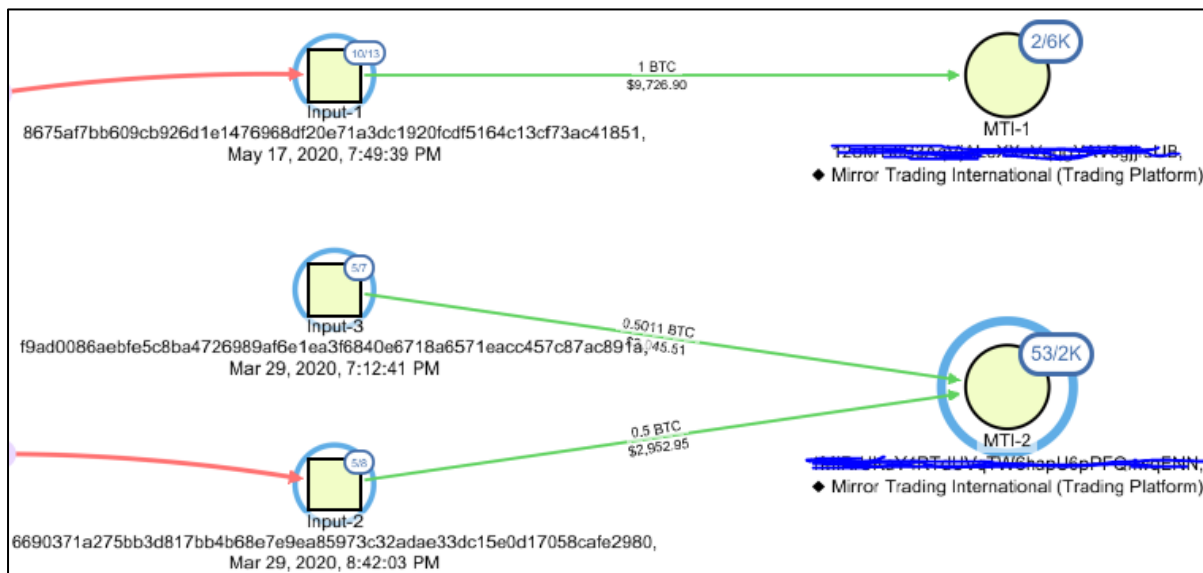 10/13
Input-1
8675af7bb609cb926d1e1476968df20e71a3dc1920fcdf5164c13cf73ac41851,
May 17, 2020, 7:49:39 PM
1 BTC
$9,726.90
2/6K
MTI-1
◆ Mirror Trading International (Trading Platform)
5/7
Input-3
f9ad0086aebfe5c8ba4726989af6e1ea3f6840e6718a6571eacc457c87ac891a,
Mar 29, 2020, 7:12:41 PM
0.5011 BTC
53/2K
MTI-2
◆ Mirror Trading International (Trading Platform)
0.5 BTC
$2,952.95
5/8
Input-2
6690371a275bb3d817bb4b68e7e9ea85973c32adae33dc15e0d17058cafe2980,
Mar 29, 2020, 8:42:03 PM